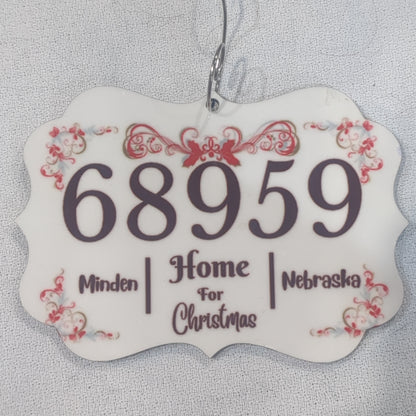 68959
Minden | Home | Nebraska
For
Christmas